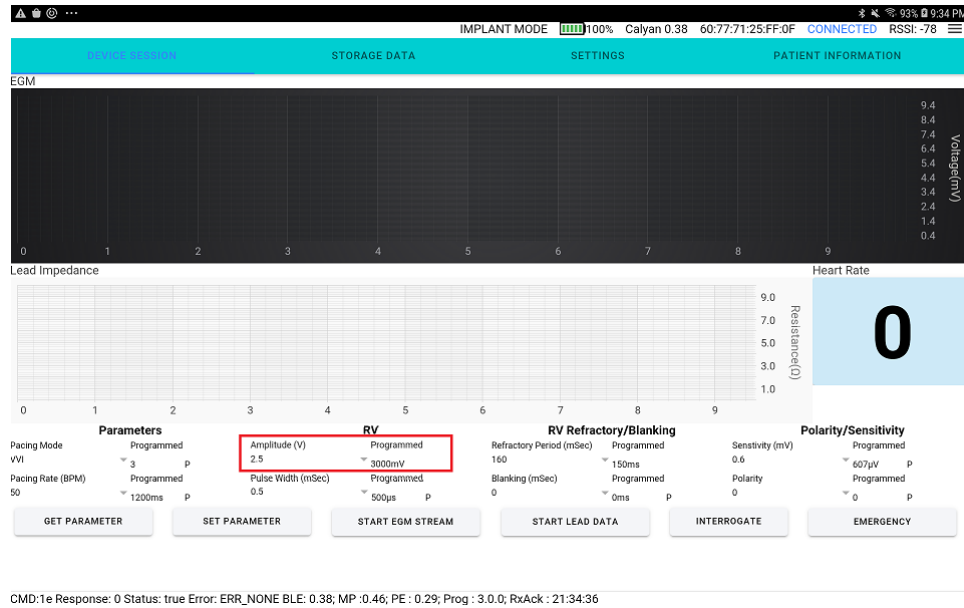 93% 9:34 PM
IMPLANT MODE 100% Calyan 0.38 60:77:71:25:FF:0F CONNECTED RSSI: -78
DEVICE SESSION STORAGE DATA SETTINGS PATIENT INFORMATION
EGM
9.4
8.4
7.4
6.4
5.4
4.4
3.4
2.4
1.4
0.4
Voltage(mV)
0 1 2 3 4 5 6 7 8 9
Lead Impedance Heart Rate
9.0
7.0
5.0
3.0
1.0
Resistance(Ω)
0
0 1 2 3 4 5 6 7 8 9
Parameters RV RV Refractory/Blanking Polarity/Sensitivity
Pacing Mode Programmed Amplitude (V) Programmed Refractory Period (mSec) Programmed Senstivity (mV) Programmed
VVI 3 P 2.5 3000mV 160 150ms 0.6 607µV P
Pacing Rate (BPM) Programmed Pulse Width (mSec) Programmed Blanking (mSec) Programmed Polarity Programmed
50 1200ms P 0.5 500µs P 0 0ms P 0 0 P
GET PARAMETER SET PARAMETER START EGM STREAM START LEAD DATA INTERROGATE EMERGENCY
CMD:1e Response: 0 Status: true Error: ERR_NONE BLE: 0.38; MP :0.46; PE : 0.29; Prog : 3.0.0; RxAck : 21:34:36